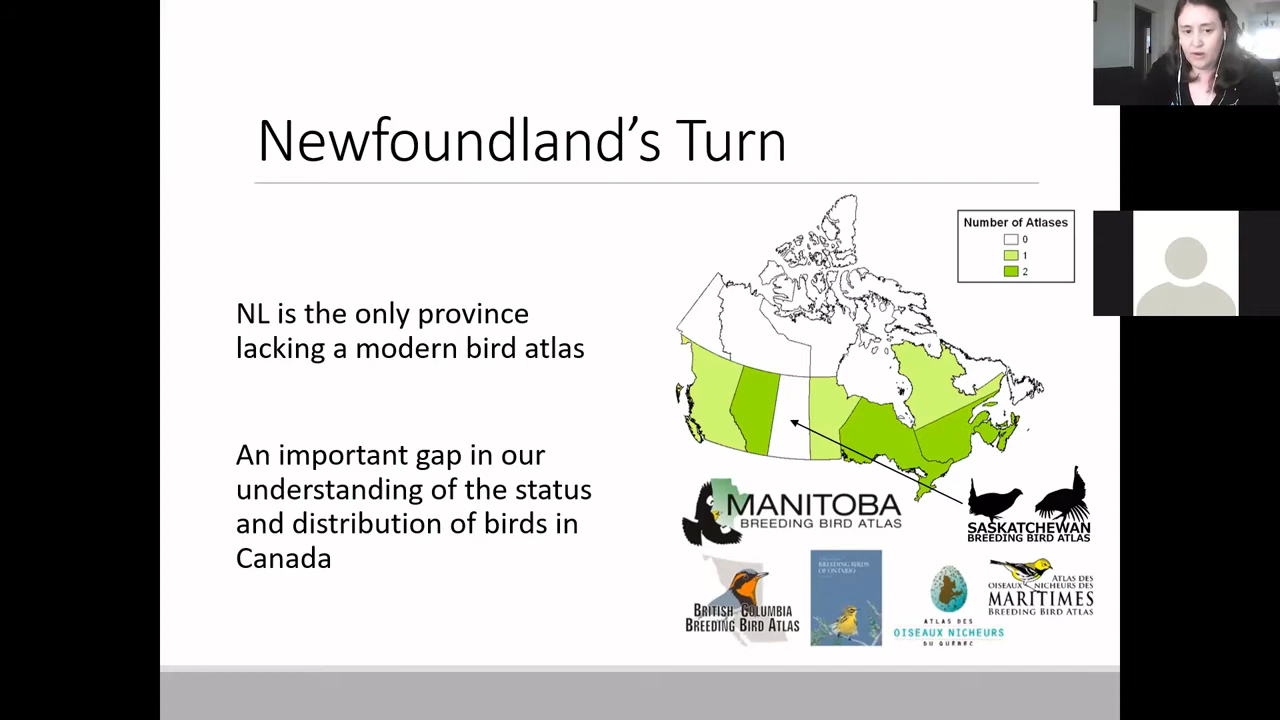 Newfoundland's Turn
NL is the only province
lacking a modern bird atlas
An important gap in our
understanding of the status
and distribution of birds in
Canada
Number of Atlases
0
1
2
MANITOBA
BREEDING BIRD ATLAS
SASKATCHEWAN
BREEDING BIRD ATLAS
BRITISH COLUMBIA
BREEDING BIRD ATLAS
BREEDING BIRDS
OF ONTARIO
ATLAS DES
OISEAUX NICHEURS
DU QUÉBEC
ATLAS DES
OISEAUX NICHEURS DES
MARITIMES
BREEDING BIRD ATLAS